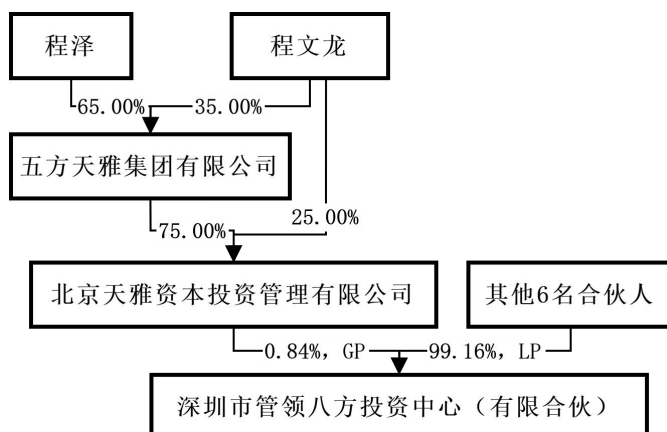 程泽
程文龙
65.00%
35.00%
五方天雅集团有限公司
75.00%
25.00%
北京天雅资本投资管理有限公司
其他6名合伙人
0.84%, GP
99.16%, LP
深圳市管领八方投资中心（有限合伙）